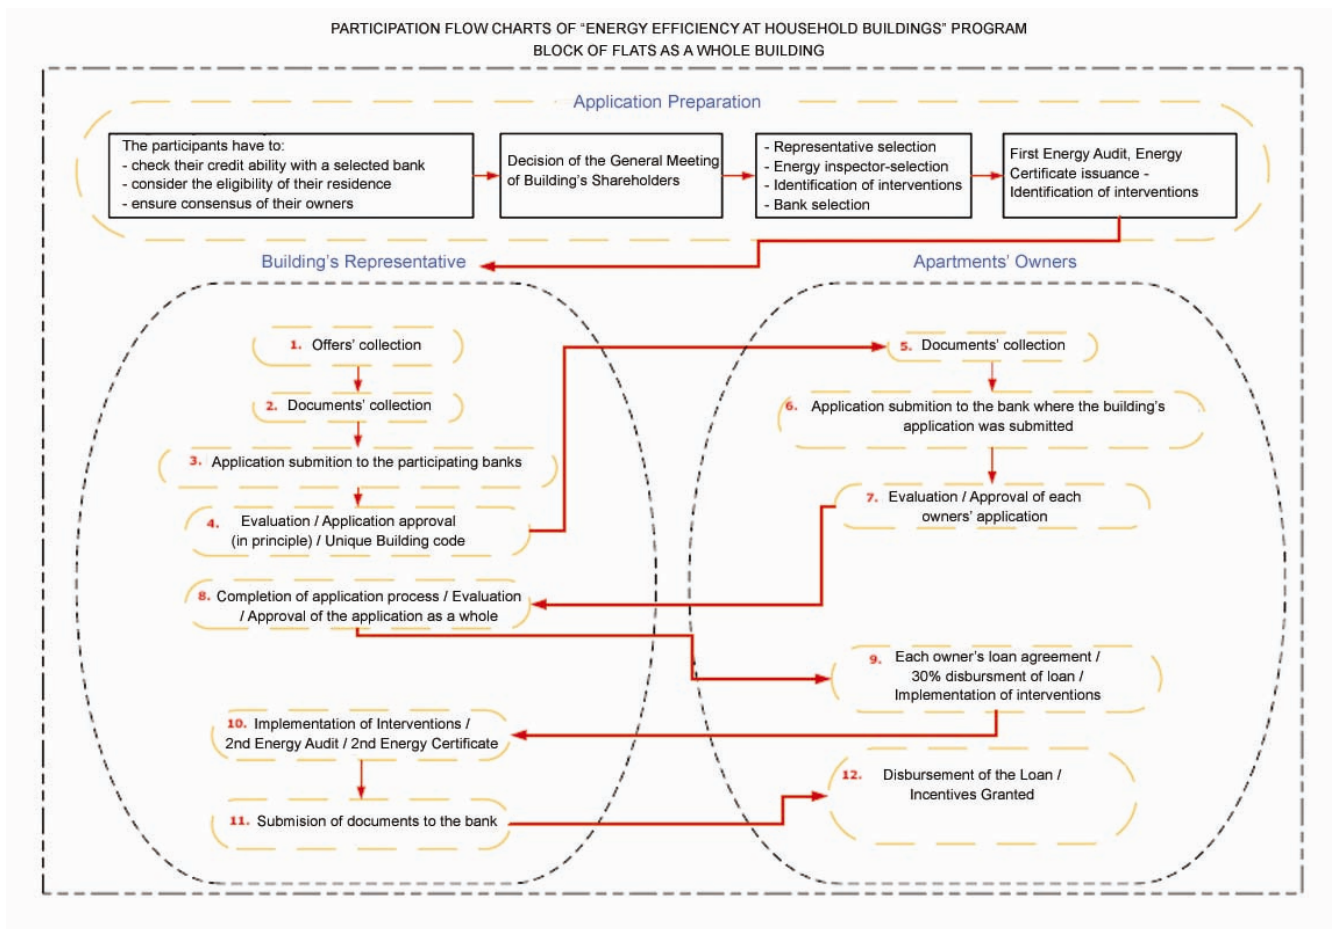 PARTICIPATION FLOW CHARTS OF “ENERGY EFFICIENCY AT HOUSEHOLD BUILDINGS” PROGRAM
BLOCK OF FLATS AS A WHOLE BUILDING
Application Preparation
The participants have to:
- check their credit ability with a selected bank
- consider the eligibility of their residence
- ensure consensus of their owners
Decision of the General Meeting
of Building’s Shareholders
- Representative selection
- Energy inspector-selection
- Identification of interventions
- Bank selection
First Energy Audit, Energy
Certificate issuance -
Identification of interventions
Building’s Representative
1. Offers’ collection
2. Documents’ collection
3. Application submition to the participating banks
4. Evaluation / Application approval
(in principle) / Unique Building code
Apartments’ Owners
5. Documents’ collection
6. Application submition to the bank where the building’s
application was submitted
7. Evaluation / Approval of each
owners’ application
8. Completion of application process / Evaluation
/ Approval of the application as a whole
9. Each owner’s loan agreement /
30% disbursment of loan /
Implementation of interventions
10. Implementation of Interventions /
2nd Energy Audit / 2nd Energy Certificate
11. Submision of documents to the bank
12. Disbursement of the Loan /
Incentives Granted